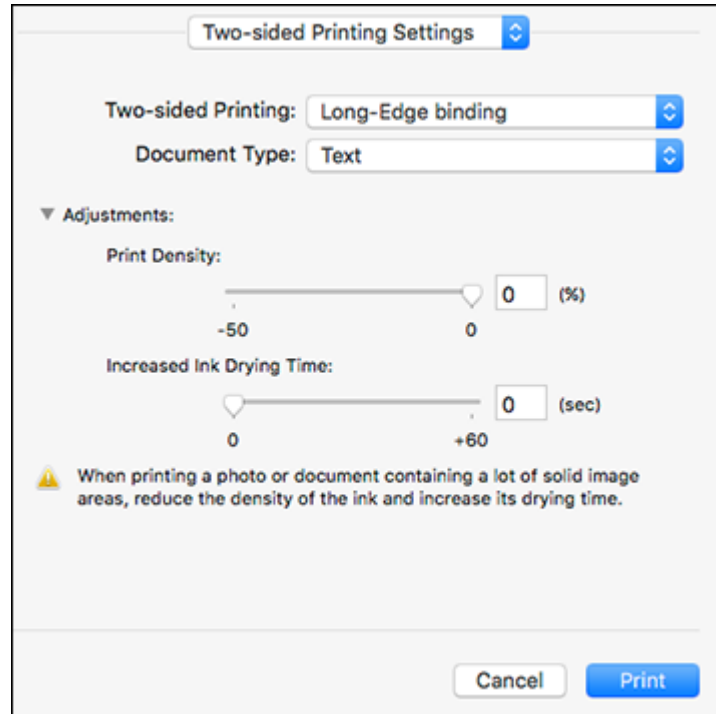 Two-sided Printing Settings
Two-sided Printing: Long-Edge binding
Document Type: Text
Adjustments:
Print Density:
0 (%)
-50 0
Increased Ink Drying Time:
0 (sec)
0 +60
When printing a photo or document containing a lot of solid image
areas, reduce the density of the ink and increase its drying time.
Cancel Print